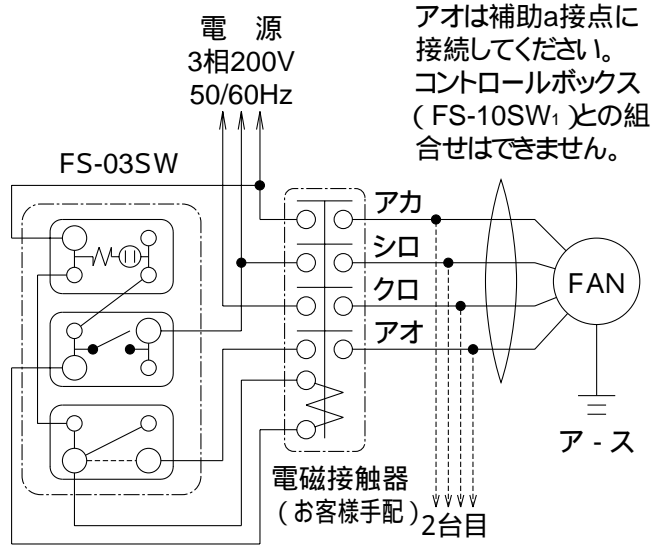 電 源
3相200V
50/60Hz
アオは補助a接点に
接続してください。
コントロールボックス
( FS-10SW₁ )との組
合せはできません。
FS-03SW
アカ
シロ
クロ
アオ
FAN
ア - ス
電磁接触器
(お客様手配)
2台目